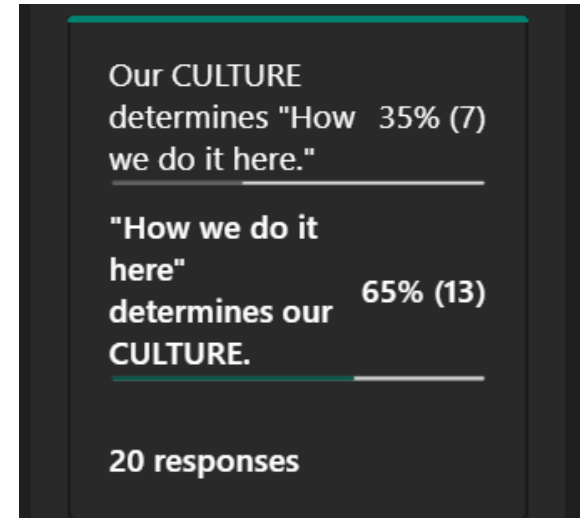 Our CULTURE
determines "How 35% (7)
we do it here."
"How we do it
here"
determines our 65% (13)
CULTURE.
20 responses